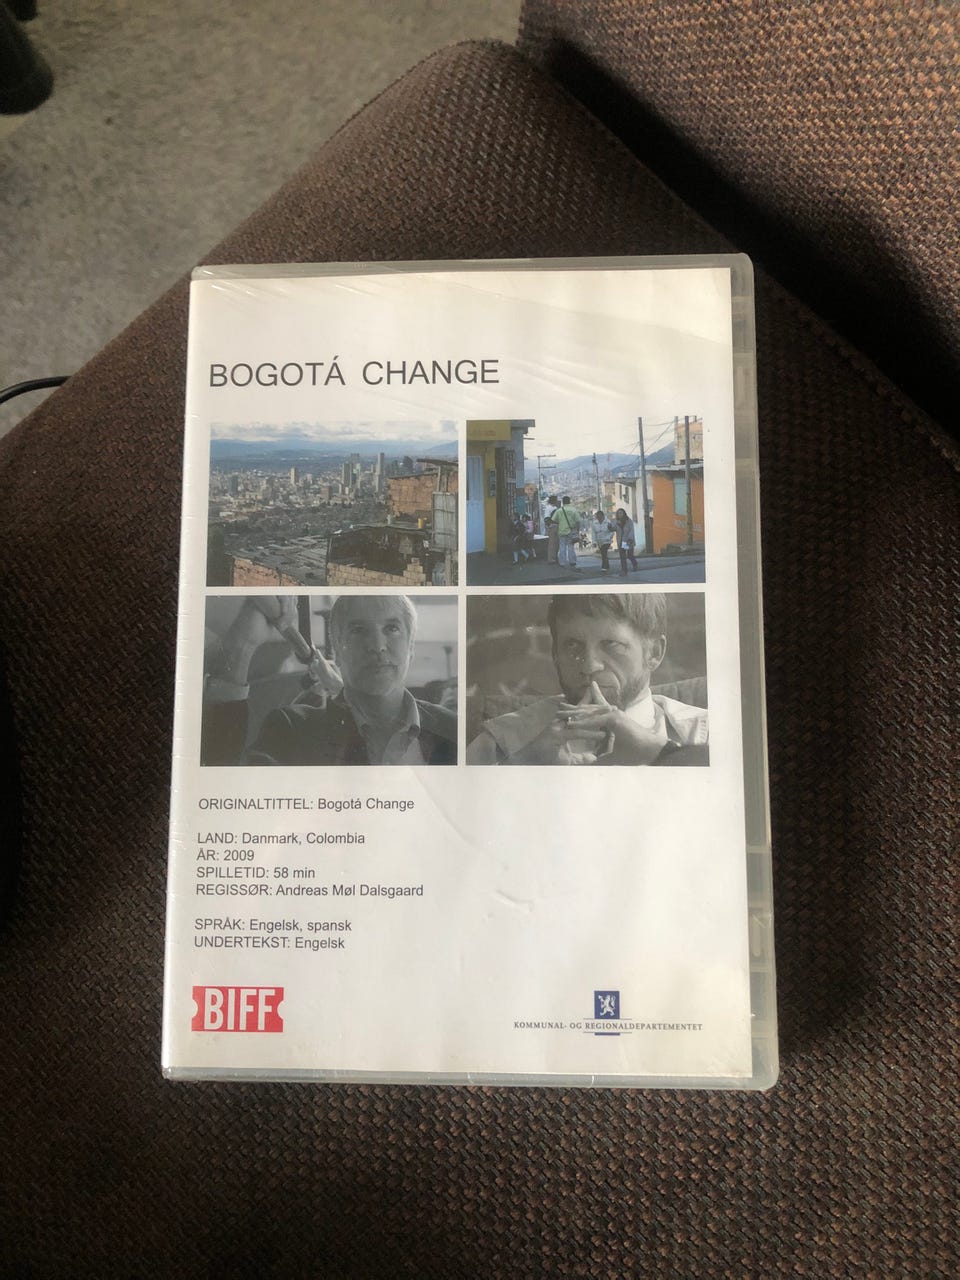 BOGOTÁ CHANGE
ORIGINALTITTEL: Bogotá Change
LAND: Danmark, Colombia
ÅR: 2009
SPILLETID: 58 min
REGISSØR: Andreas Møl Dalsgaard
SPRÅK: Engelsk, spansk
UNDERTEKST: Engelsk
BIFF
KOMMUNAL- OG REGIONALDEPARTEMENTET